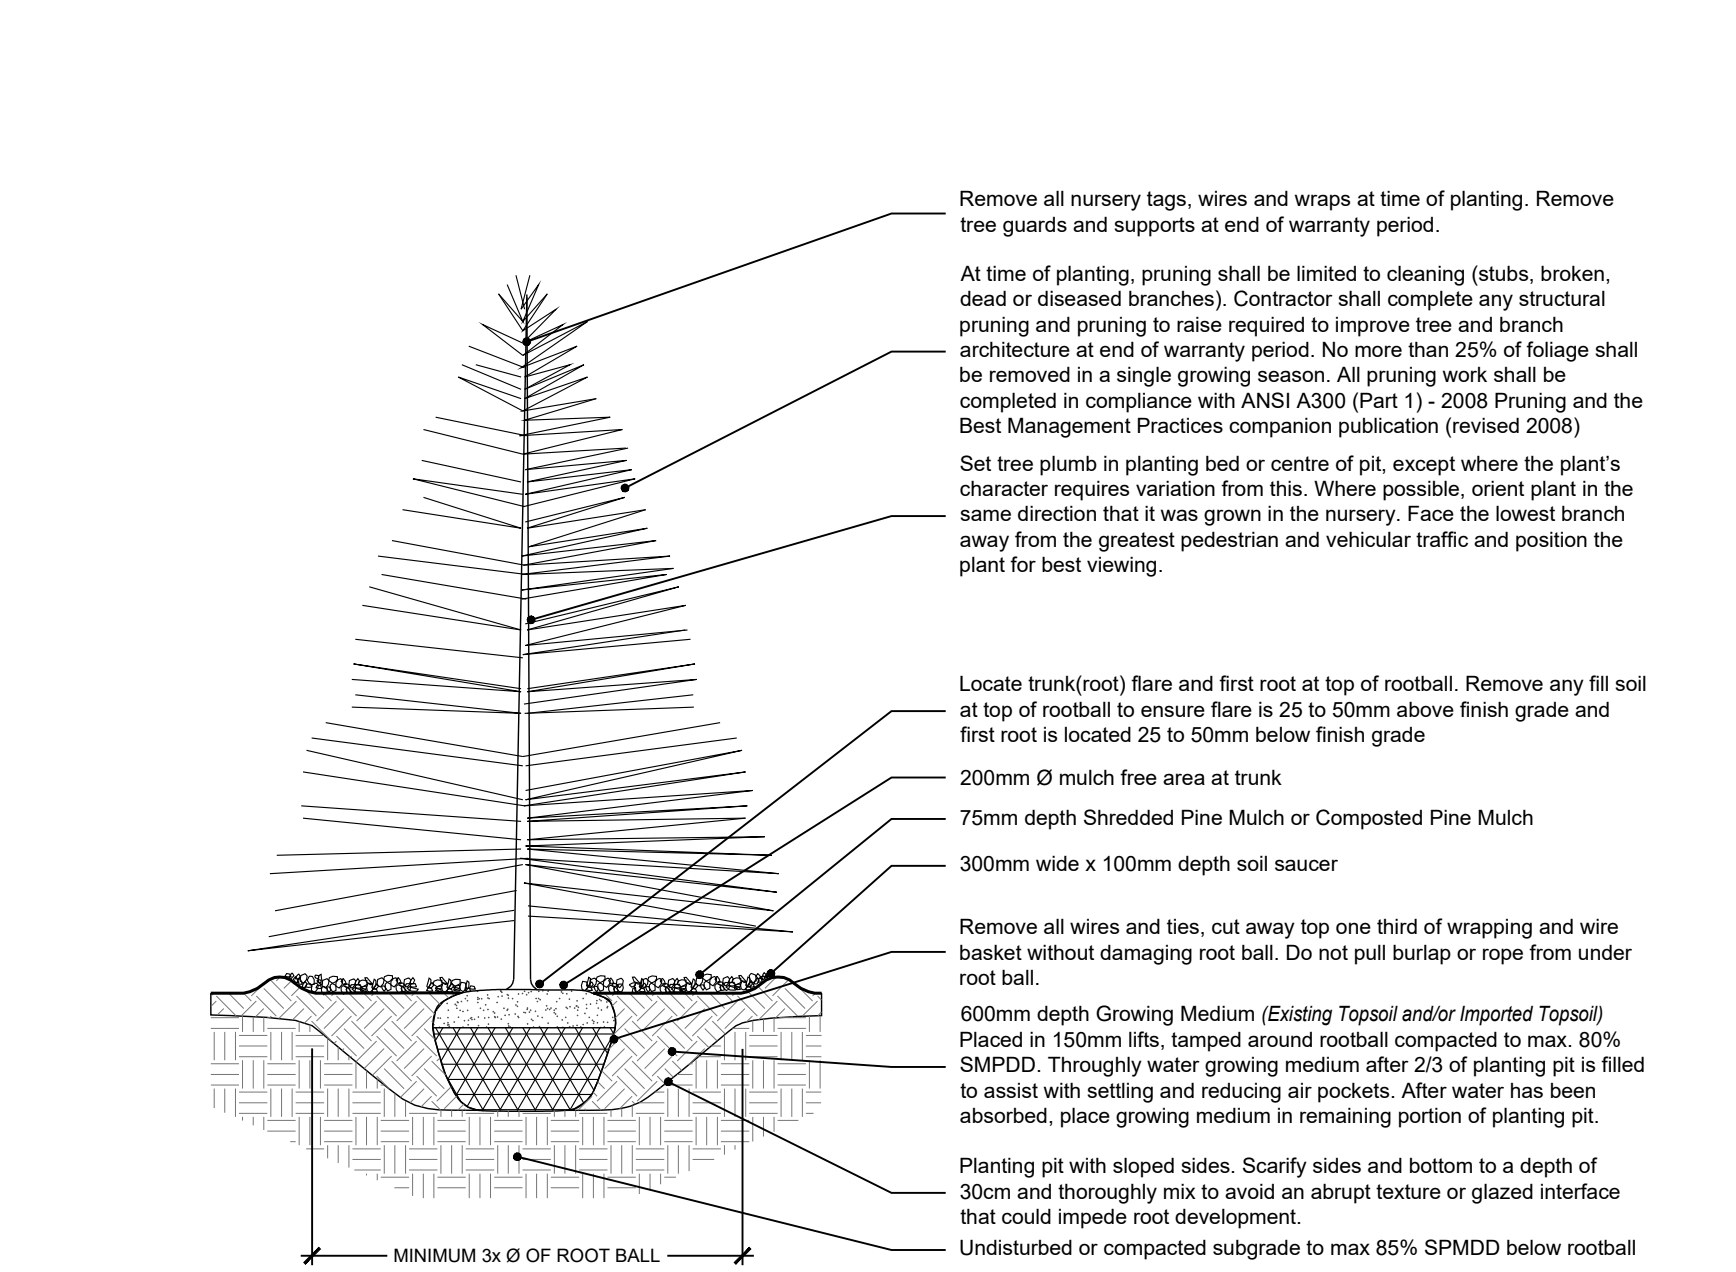 Remove all nursery tags, wires and wraps at time of planting. Remove
tree guards and supports at end of warranty period.
At time of planting, pruning shall be limited to cleaning (stubs, broken,
dead or diseased branches). Contractor shall complete any structural
pruning and pruning to raise required to improve tree and branch
architecture at end of warranty period. No more than 25% of foliage shall
be removed in a single growing season. All pruning work shall be
completed in compliance with ANSI A300 (Part 1) - 2008 Pruning and the
Best Management Practices companion publication (revised 2008)
Set tree plumb in planting bed or centre of pit, except where the plant's
character requires variation from this. Where possible, orient plant in the
same direction that it was grown in the nursery. Face the lowest branch
away from the greatest pedestrian and vehicular traffic and position the
plant for best viewing.
Locate trunk(root) flare and first root at top of rootball. Remove any fill soil
at top of rootball to ensure flare is 25 to 50mm above finish grade and
first root is located 25 to 50mm below finish grade
200mm Ø mulch free area at trunk
75mm depth Shredded Pine Mulch or Composted Pine Mulch
300mm wide x 100mm depth soil saucer
Remove all wires and ties, cut away top one third of wrapping and wire
basket without damaging root ball. Do not pull burlap or rope from under
root ball.
600mm depth Growing Medium (Existing Topsoil and/or Imported Topsoil)
Placed in 150mm lifts, tamped around rootball compacted to max. 80%
SMPDD. Throughly water growing medium after 2/3 of planting pit is filled
to assist with settling and reducing air pockets. After water has been
absorbed, place growing medium in remaining portion of planting pit.
Planting pit with sloped sides. Scarify sides and bottom to a depth of
30cm and thoroughly mix to avoid an abrupt texture or glazed interface
that could impede root development.
Undisturbed or compacted subgrade to max 85% SPMDD below rootball
MINIMUM 3x Ø OF ROOT BALL